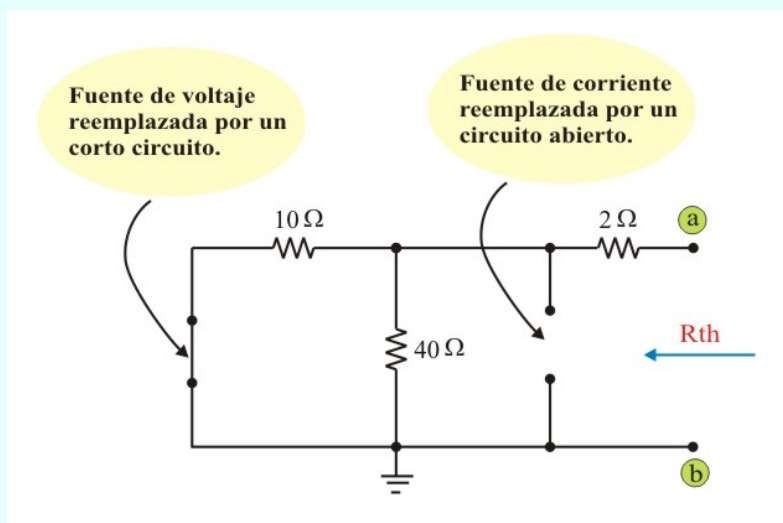 Fuente de voltaje
reemplazada por un
corto circuito.
Fuente de corriente
reemplazada por un
circuito abierto.
10 Ω
2 Ω
a
40 Ω
Rth
b